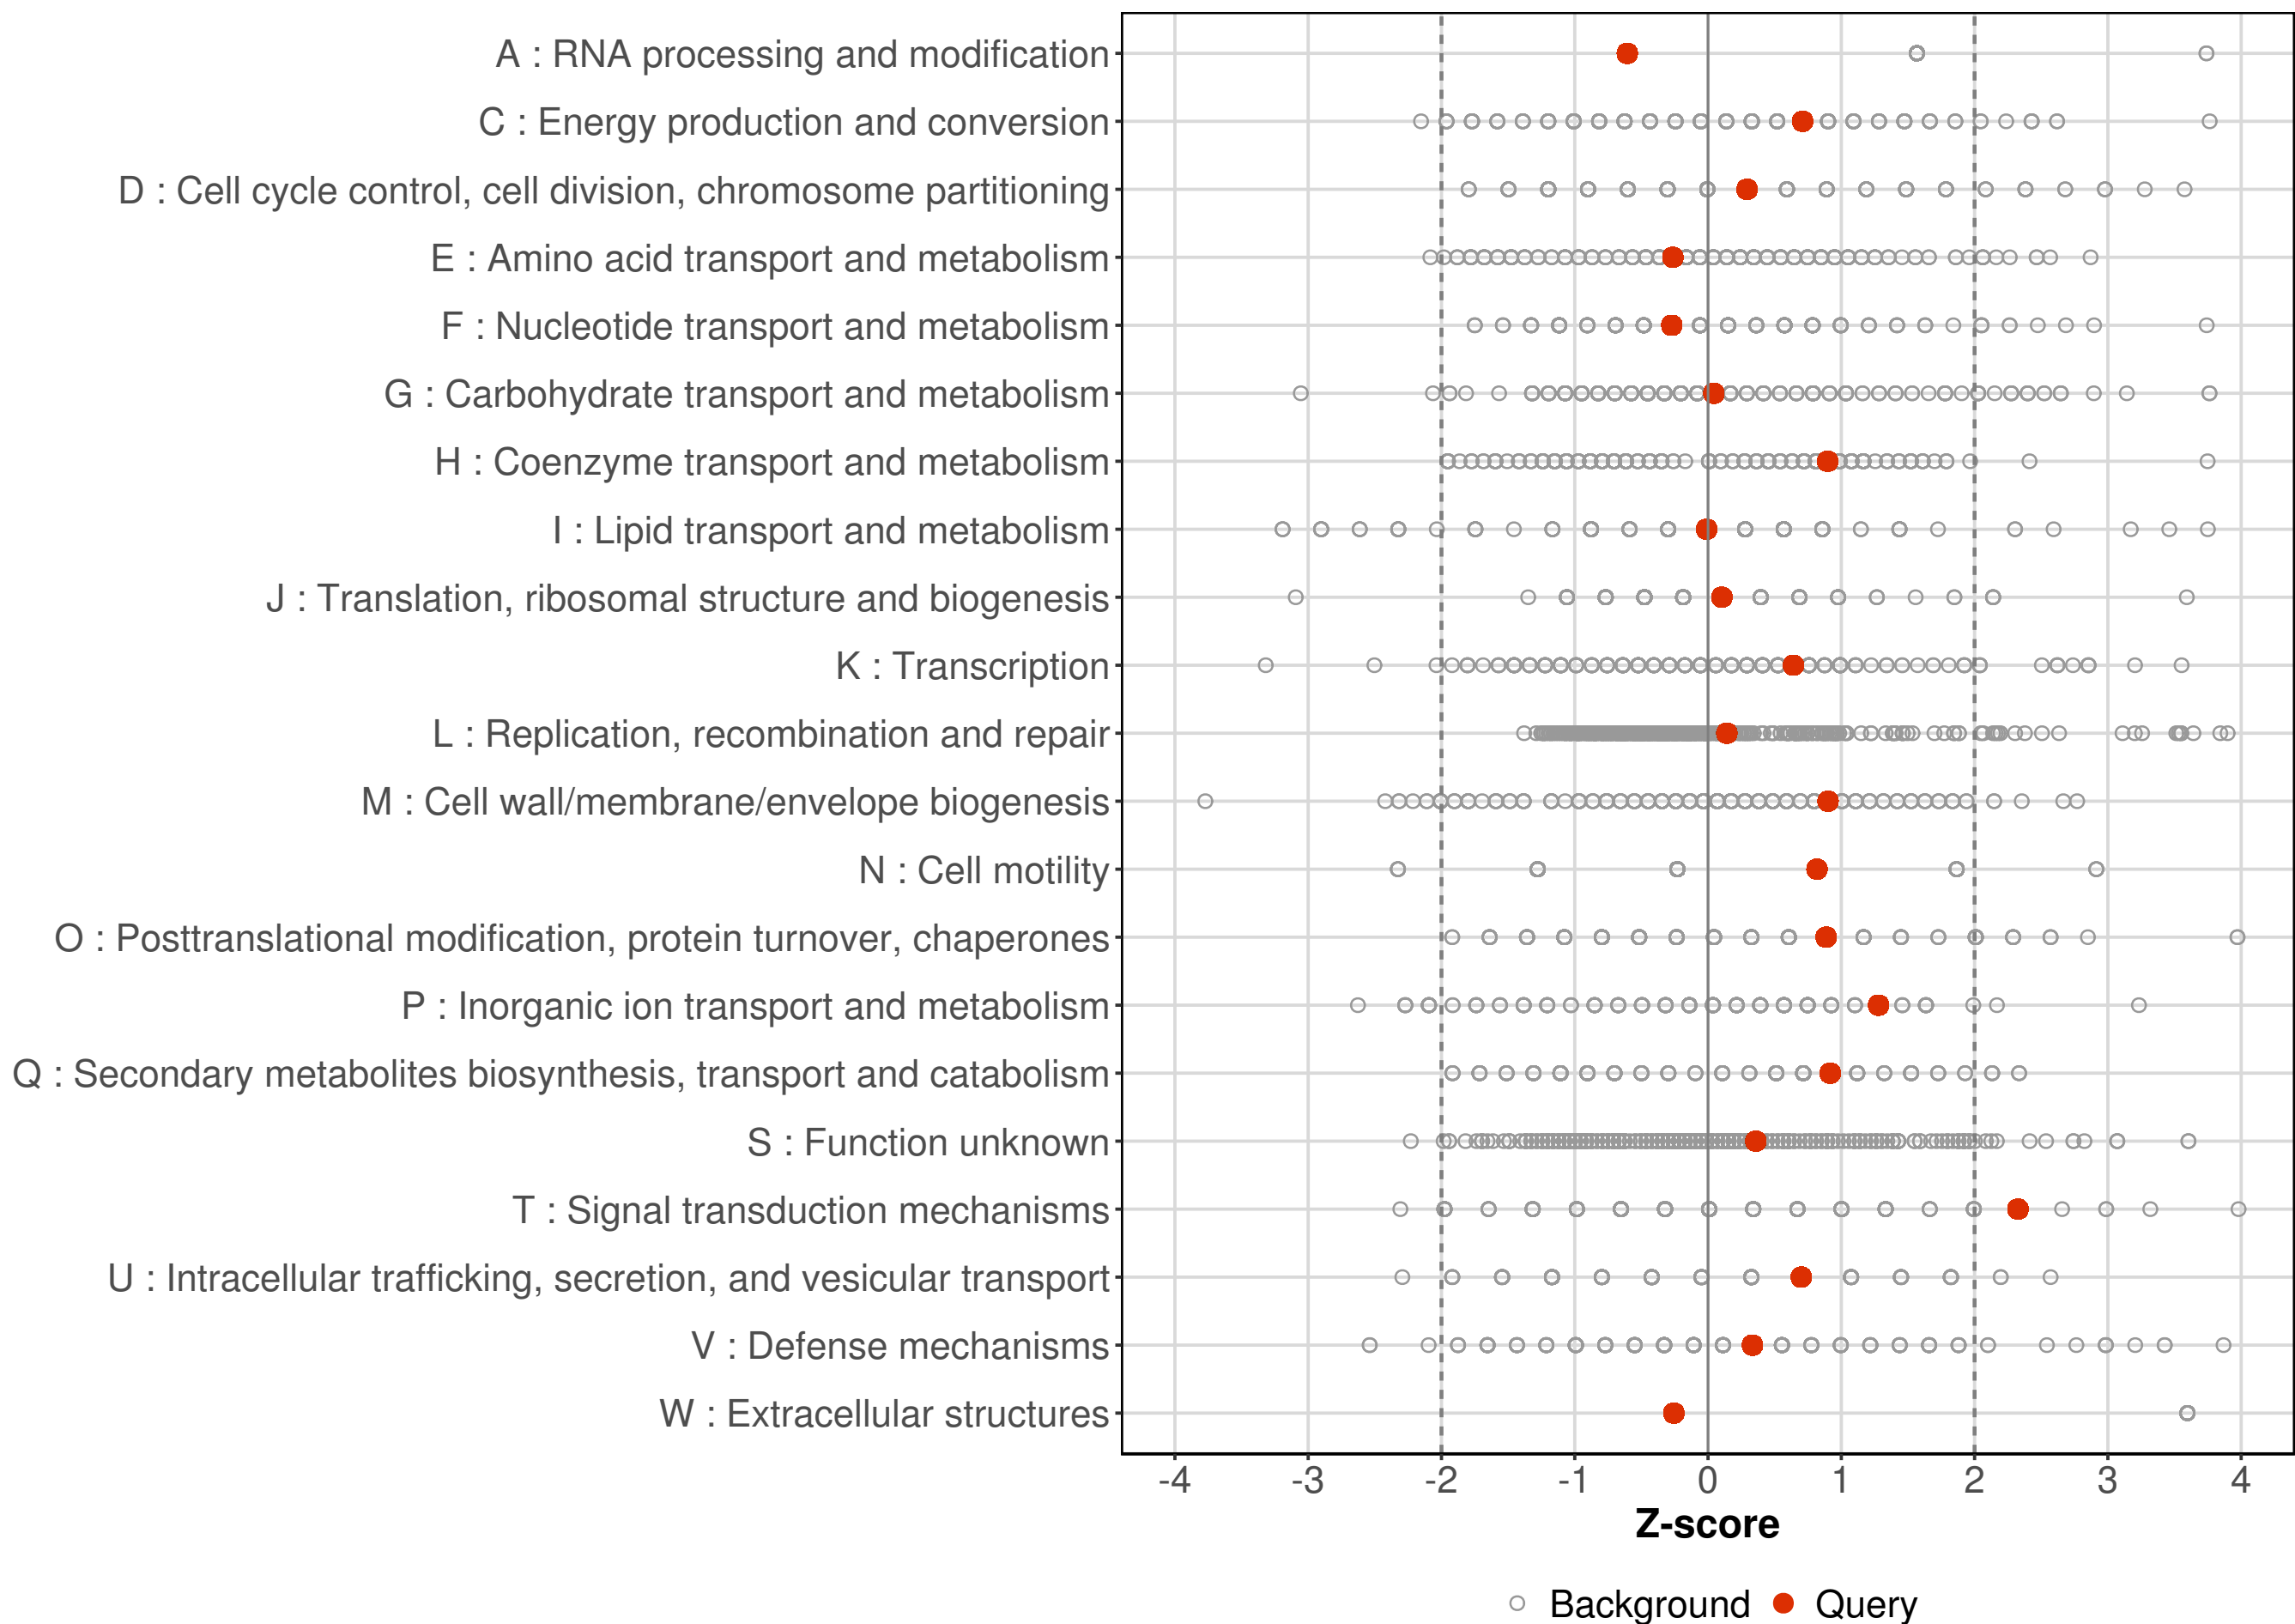 A : RNA processing and modification
C : Energy production and conversion
D : Cell cycle control, cell division, chromosome partitioning
E : Amino acid transport and metabolism
F : Nucleotide transport and metabolism
G : Carbohydrate transport and metabolism
H : Coenzyme transport and metabolism
I : Lipid transport and metabolism
J : Translation, ribosomal structure and biogenesis
K : Transcription
L : Replication, recombination and repair
M : Cell wall/membrane/envelope biogenesis
N : Cell motility
O : Posttranslational modification, protein turnover, chaperones
P : Inorganic ion transport and metabolism
Q : Secondary metabolites biosynthesis, transport and catabolism
S : Function unknown
T : Signal transduction mechanisms
U : Intracellular trafficking, secretion, and vesicular transport
V : Defense mechanisms
W : Extracellular structures
-4 -3 -2 -1 0 1 2 3 4
Z-score
Background Query